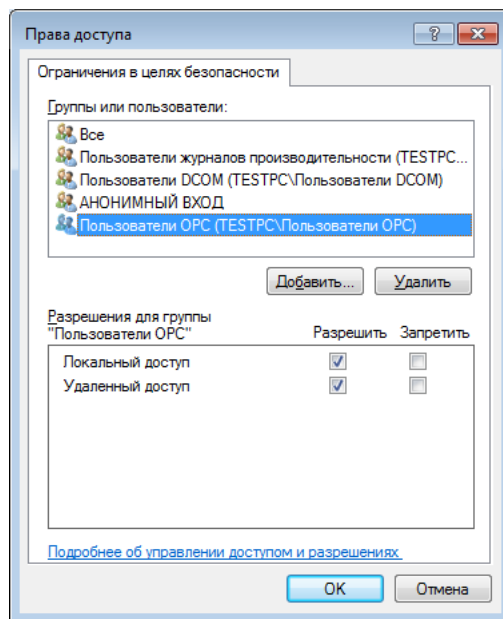 Права доступа
Ограничения в целях безопасности
Группы или пользователи:
Все
Пользователи журналов производительности (TESTPC...
Пользователи DCOM (TESTPC\Пользователи DCOM)
АНОНИМНЫЙ ВХОД
Пользователи OPC (TESTPC\Пользователи OPC)
Добавить... Удалить
Разрешения для группы
"Пользователи OPC" Разрешить Запретить
Локальный доступ
Удаленный доступ
Подробнее об управлении доступом и разрешениях
OK Отмена